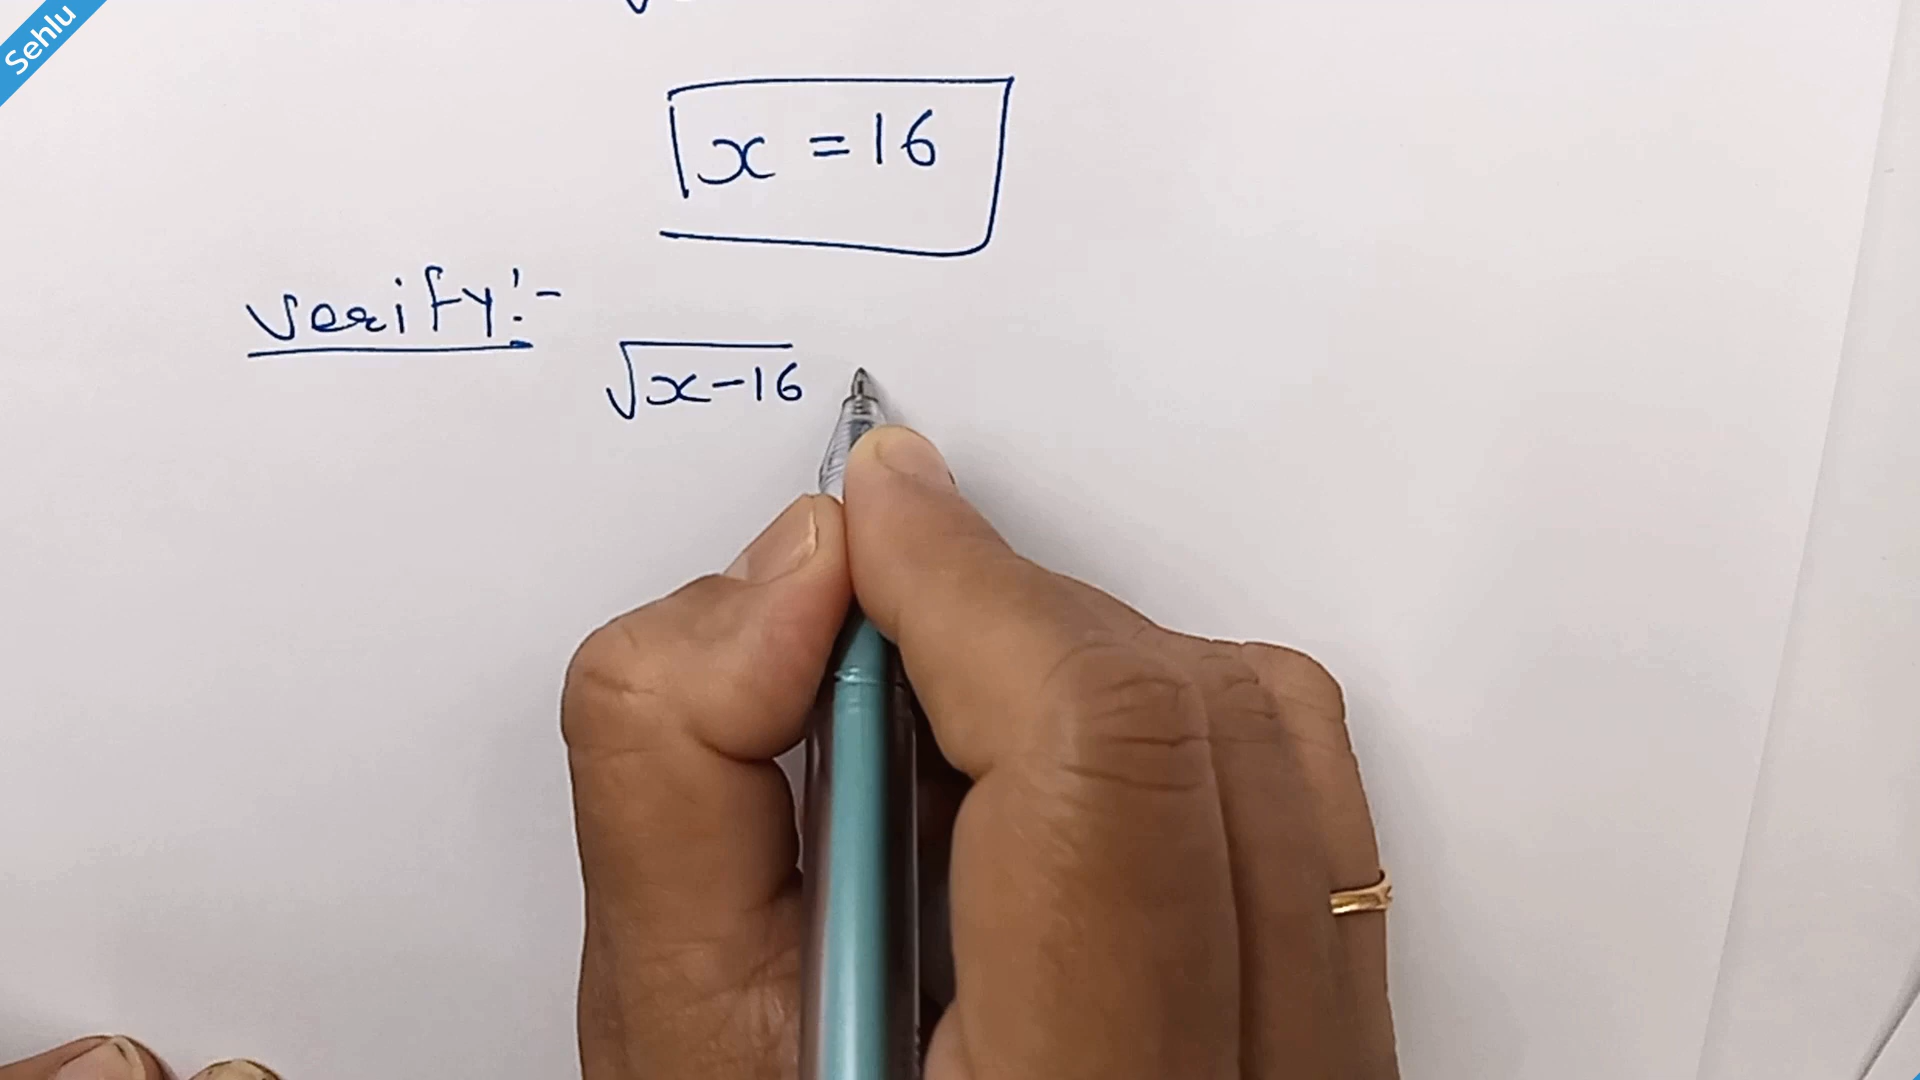 Sehlu
x = 16
Verify:-
√x-16